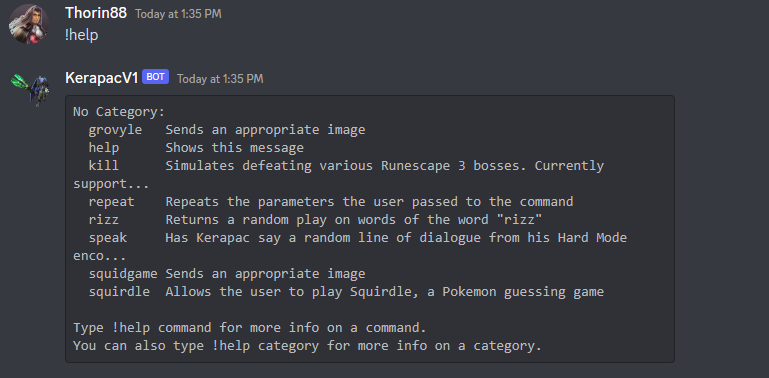 Thorin88 Today at 1:35 PM
!help
KerapacV1 BOT Today at 1:35 PM
No Category:
  grovyle   Sends an appropriate image
  help      Shows this message
  kill      Simulates defeating various Runescape 3 bosses. Currently
support...
  repeat    Repeats the parameters the user passed to the command
  rizz      Returns a random play on words of the word "rizz"
  speak     Has Kerapac say a random line of dialogue from his Hard Mode
enco...
  squidgame Sends an appropriate image
  squirdle  Allows the user to play Squirdle, a Pokemon guessing game

Type !help command for more info on a command.
You can also type !help category for more info on a category.